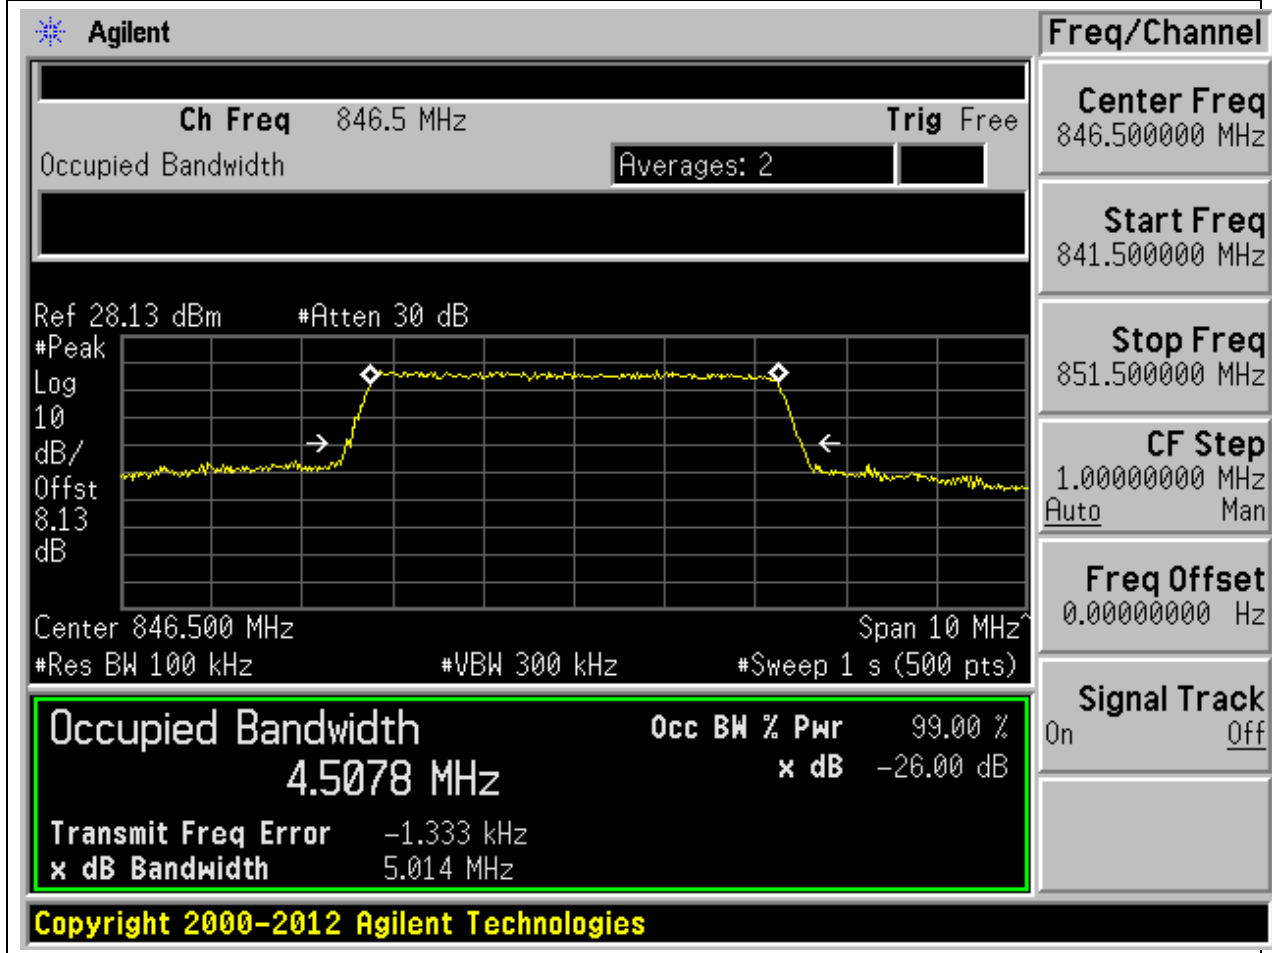 Agilent
Freq/Channel
Ch Freq 846.5 MHz Trig Free
Occupied Bandwidth Averages: 2
Center Freq
846.500000 MHz
Start Freq
841.500000 MHz
Stop Freq
851.500000 MHz
CF Step
1.00000000 MHz
Auto Man
Freq Offset
0.00000000 Hz
Signal Track
On Off
Ref 28.13 dBm #Atten 30 dB
#Peak
Log
10
dB/
Offst
8.13
dB
Center 846.500 MHz Span 10 MHz^
#Res BW 100 kHz #VBW 300 kHz #Sweep 1 s (500 pts)
Occupied Bandwidth
4.5078 MHz
Occ BW % Pwr 99.00 %
x dB -26.00 dB
Transmit Freq Error -1.333 kHz
x dB Bandwidth 5.014 MHz
Copyright 2000-2012 Agilent Technologies